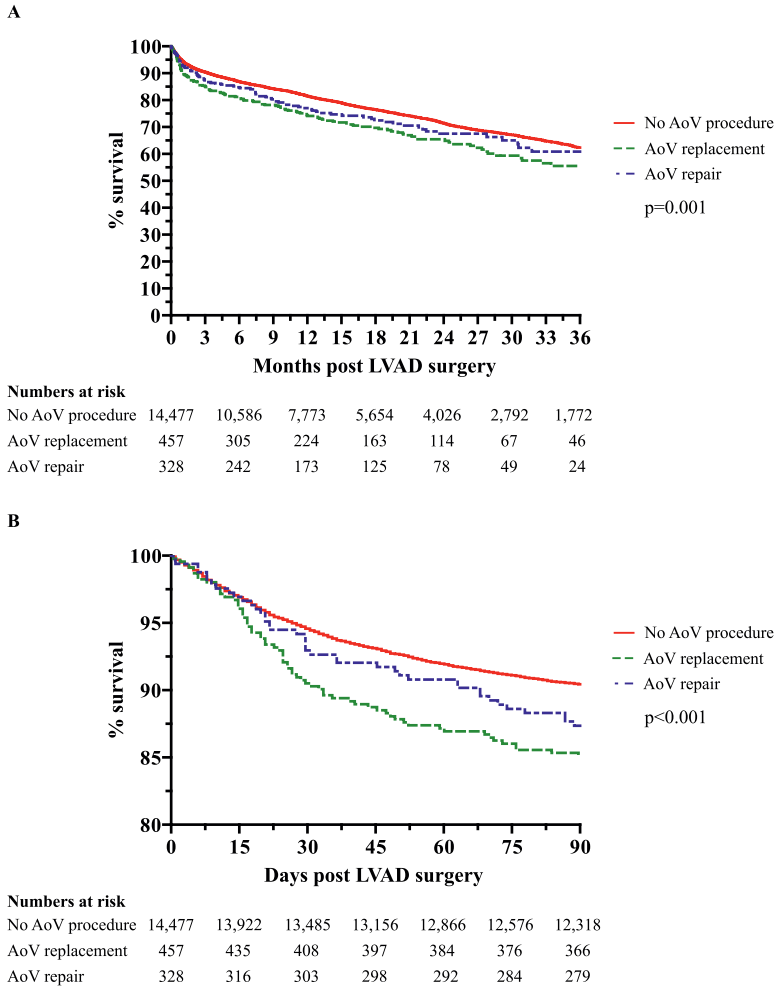 A
% survival
100
90
80
70
60
50
40
30
20
10
0
0 3 6 9 12 15 18 21 24 27 30 33 36
Months post LVAD surgery
No AoV procedure
AoV replacement
AoV repair
p=0.001
Numbers at risk
No AoV procedure 14,477 10,586 7,773 5,654 4,026 2,792 1,772
AoV replacement 457 305 224 163 114 67 46
AoV repair 328 242 173 125 78 49 24
B
% survival
100
95
90
85
80
0 15 30 45 60 75 90
Days post LVAD surgery
No AoV procedure
AoV replacement
AoV repair
p<0.001
Numbers at risk
No AoV procedure 14,477 13,922 13,485 13,156 12,866 12,576 12,318
AoV replacement 457 435 408 397 384 376 366
AoV repair 328 316 303 298 292 284 279